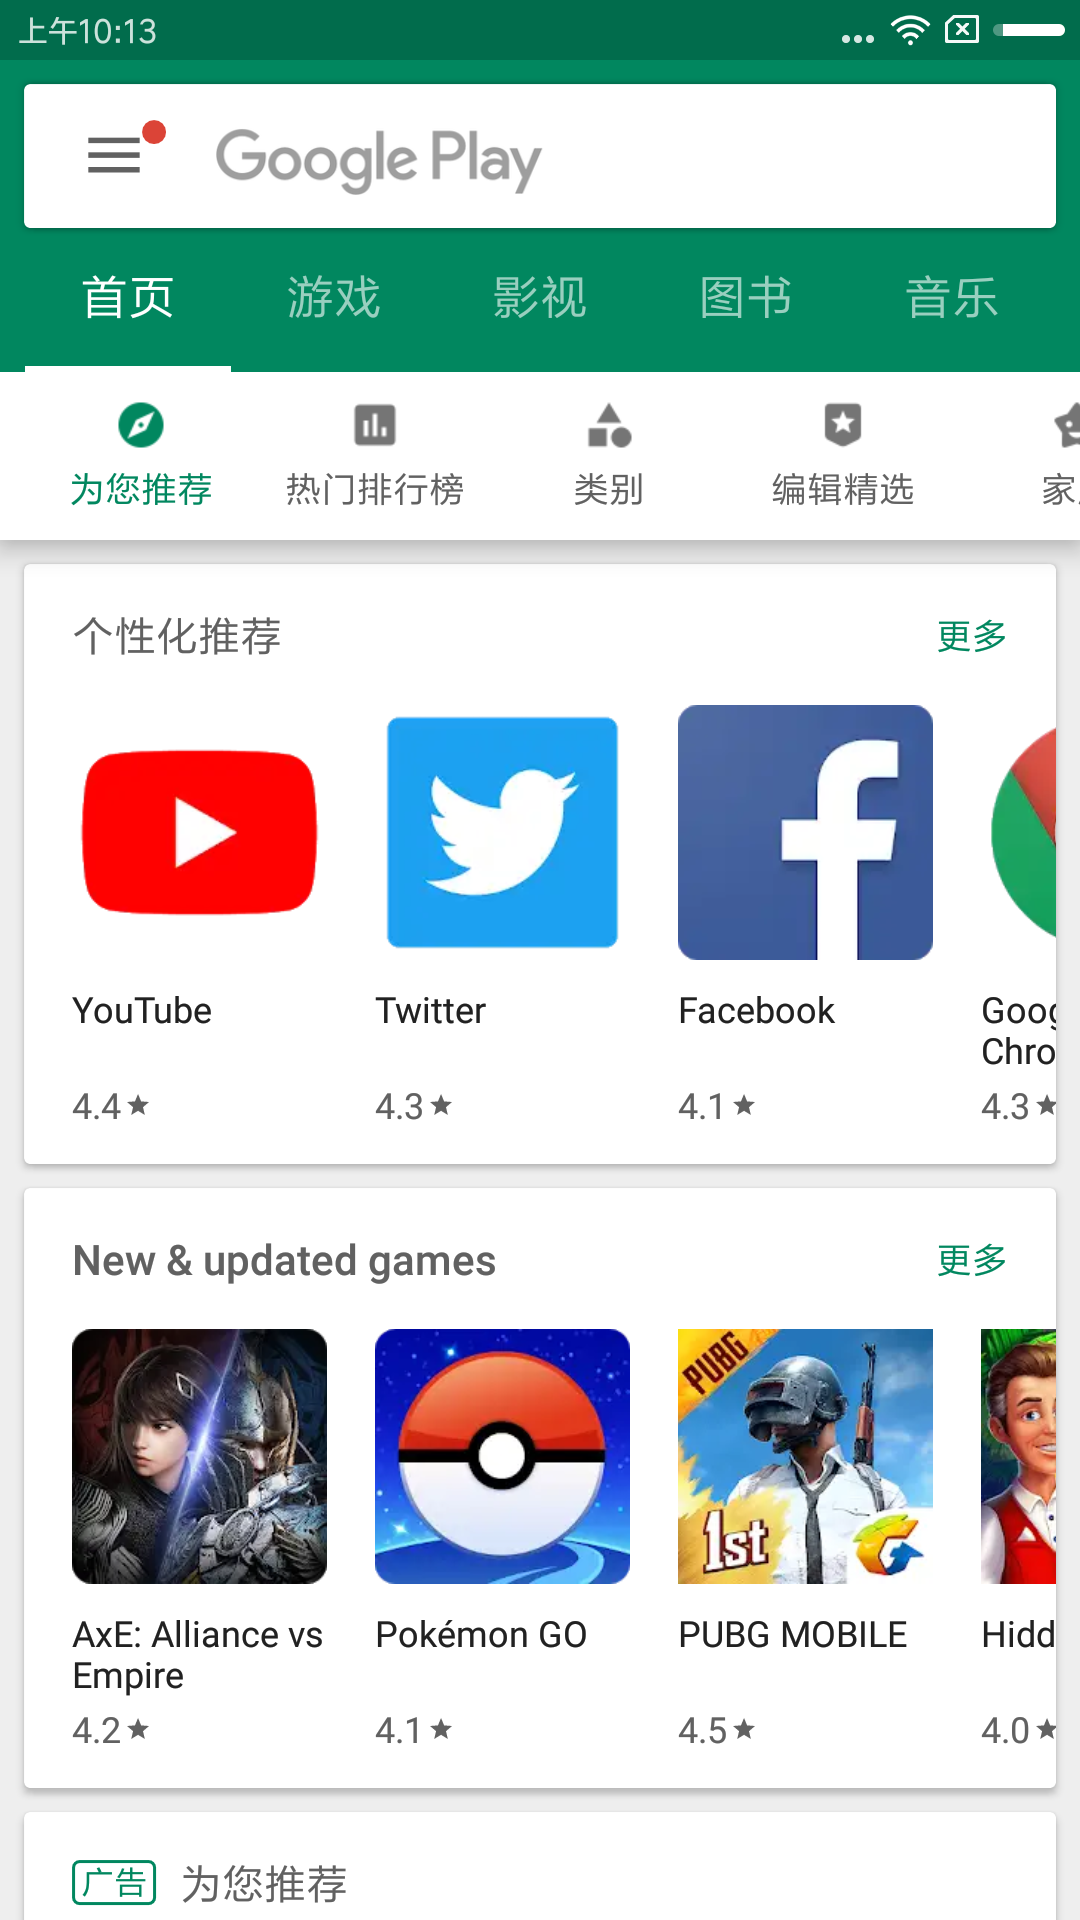 上午10:13
Google Play
首页 游戏 影视 图书 音乐
为您推荐 热门排行榜 类别 编辑精选 家
个性化推荐 更多
YouTube Twitter Facebook Goog
Chro
4.4★ 4.3★ 4.1★ 4.3★
New & updated games 更多
PUBG
1st
AxE: Alliance vs Pokémon GO PUBG MOBILE Hidd
Empire
4.2★ 4.1★ 4.5★ 4.0★
广告 为您推荐